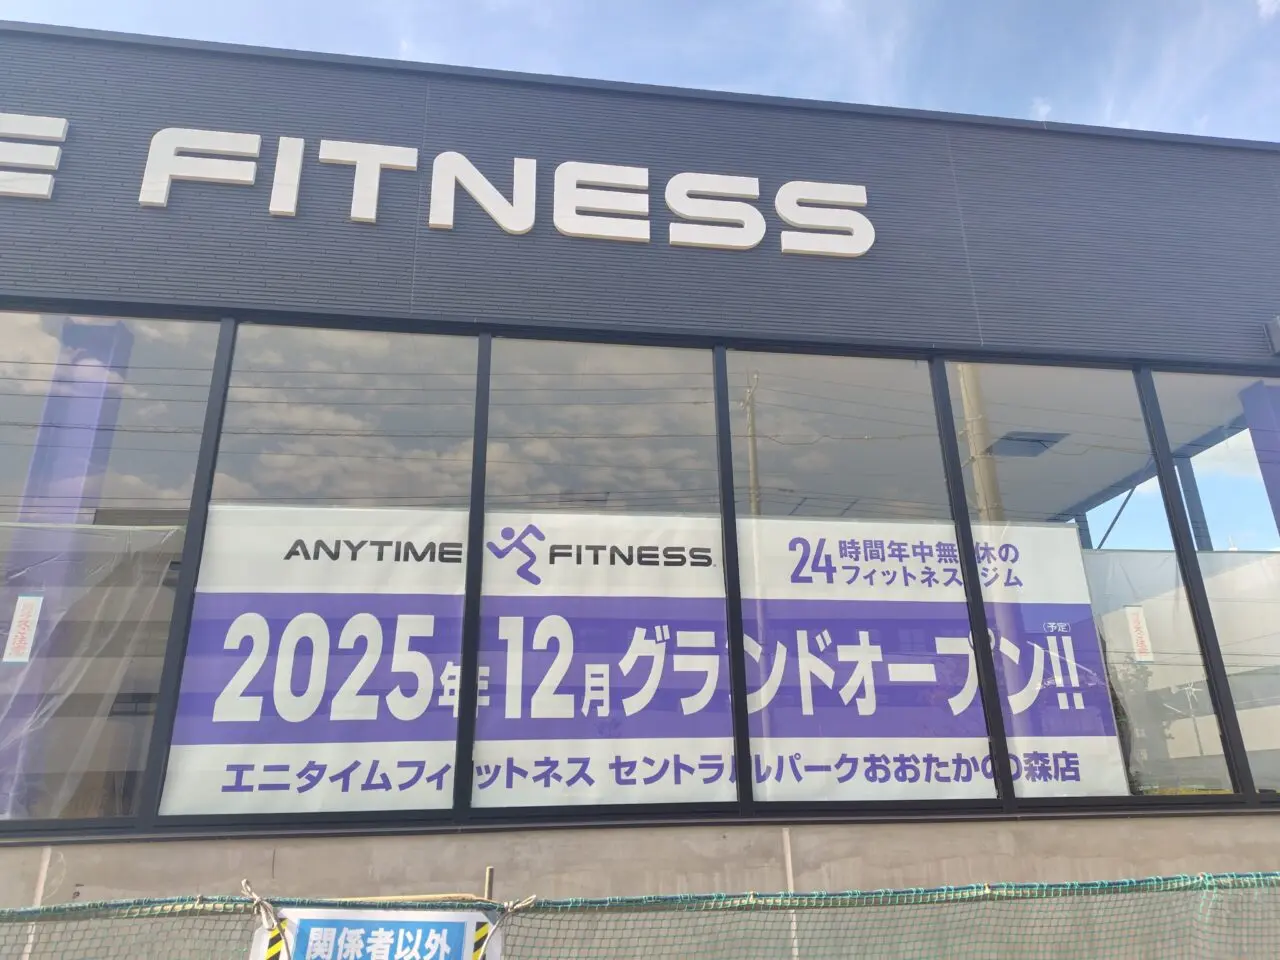 E FITNESS
ANYTIME FITNESS
24時間年中無休の
フィットネスジム
(予定)
2025年12月グランドオープン!!
エニタイムフィットネス セントラルパークおおたかの森店
関係者以外